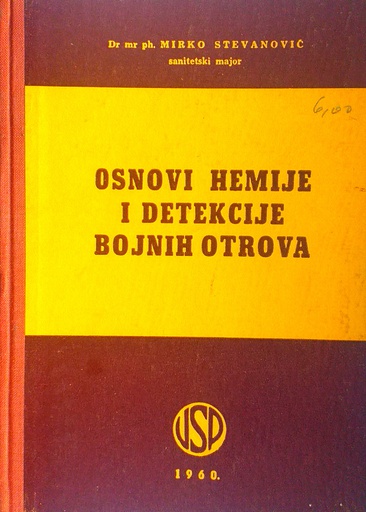 Dr mr ph. MIRKO STEVANOVIĆ
sanitetski major
6,00
OSNOVI HEMIJE
I DETEKCIJE
BOJNIH OTROVA
VSP
1960.